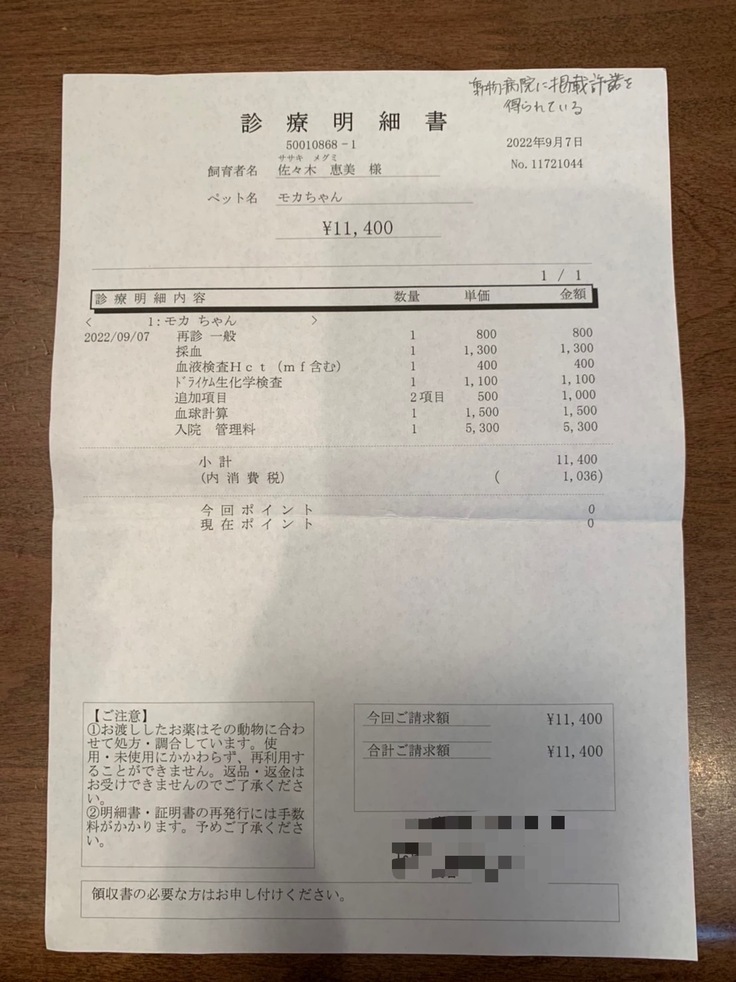 動物病院に掲載許諾を
得られている
診療明細書
50010868-1
2022年9月7日
ササキ メグミ
飼育者名 佐々木 恵美 様
No.11721044
ペット名 モカちゃん
¥11,400
1 / 1
診療明細内容 数量 単価 金額
< 1:モカ ちゃん >
2022/09/07 再診 一般 1 800 800
採血 1 1,300 1,300
血液検査Hct(mf含む) 1 400 400
ドライケム生化学検査 1 1,100 1,100
追加項目 2項目 500 1,000
血球計算 1 1,500 1,500
入院 管理料 1 5,300 5,300
小計 11,400
(内消費税) ( 1,036)
今回ポイント 0
現在ポイント 0
【ご注意】
①お渡ししたお薬はその動物に合わ
せて処方・調合しています。使
用・未使用にかかわらず、再利用す
ることができません。返品・返金は
お受けできませんのでご了承くださ
い。
②明細書・証明書の再発行には手数
料がかかります。予めご了承くださ
い。
今回ご請求額 ¥11,400
合計ご請求額 ¥11,400
領収書の必要な方はお申し付けください。